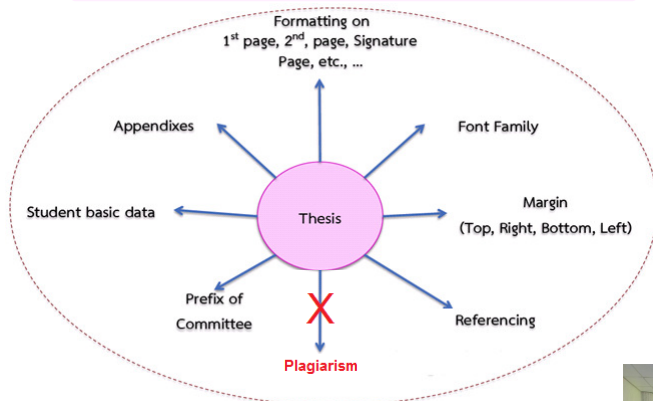 Formatting on
1st page, 2nd, page, Signature
Page, etc., ...
Appendixes
Font Family
Student basic data
Thesis
Margin
(Top, Right, Bottom, Left)
Prefix of
Committee
X
Referencing
Plagiarism